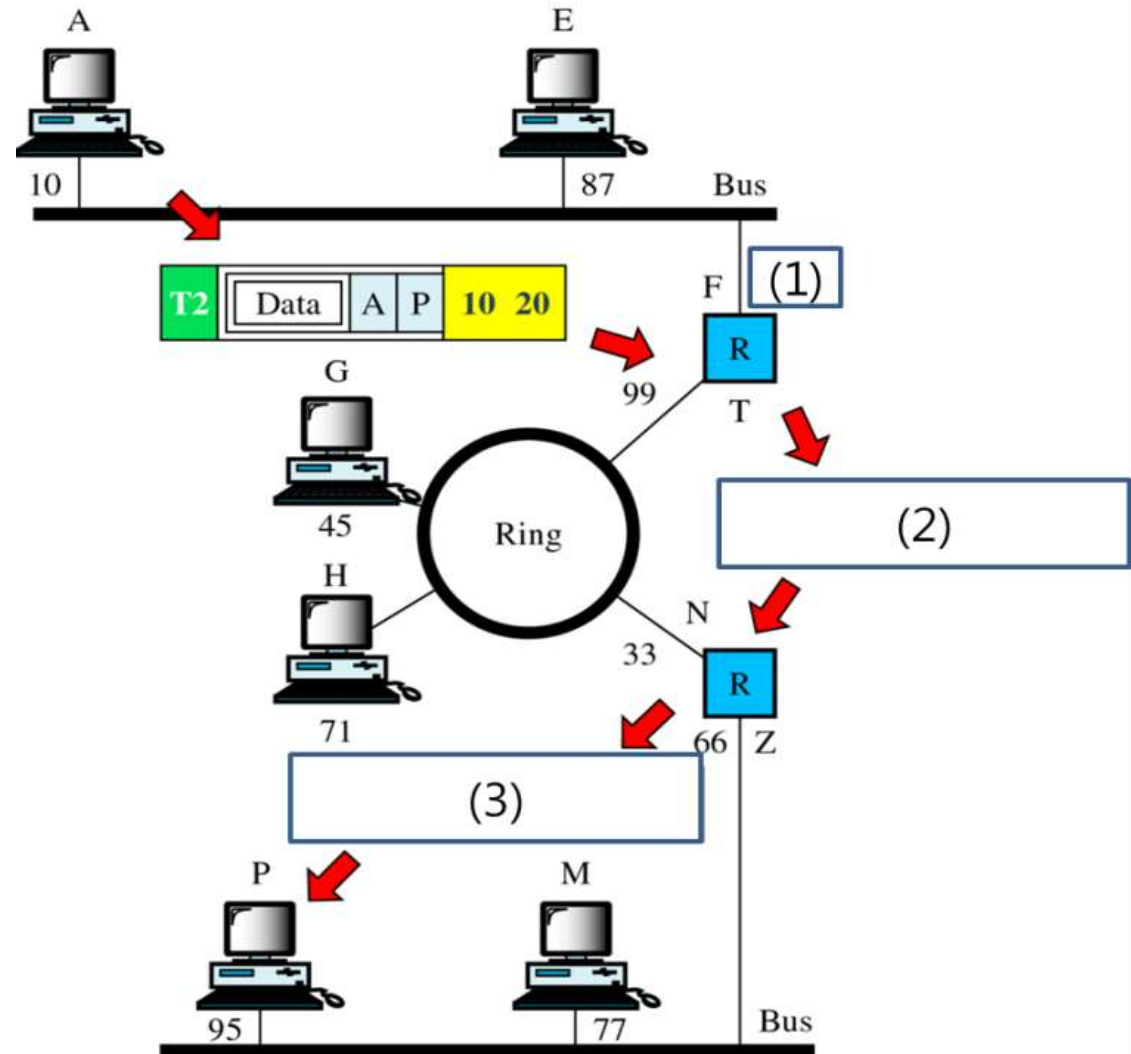 A E
10 87 Bus
T2 Data A P 10 20
F (1)
R
99 T
G
45
Ring
(2)
H
71
N
33
R
66 Z
(3)
P M
95 77 Bus